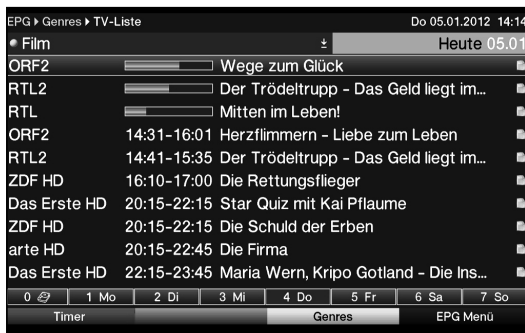 EPG ▸ Genres ▸ TV-Liste Do 05.01.2012 14:14
Film Heute 05.01
ORF2 Wege zum Glück
RTL2 Der Trödeltrupp - Das Geld liegt im...
RTL Mitten im Leben!
ORF2 14:31-16:01 Herzflimmern - Liebe zum Leben
RTL2 14:41-15:35 Der Trödeltrupp - Das Geld liegt im...
ZDF HD 16:10-17:00 Die Rettungsflieger
Das Erste HD 20:15-22:15 Star Quiz mit Kai Pflaume
ZDF HD 20:15-22:15 Die Schuld der Erben
arte HD 20:15-22:45 Die Firma
Das Erste HD 22:15-23:45 Maria Wern, Kripo Gotland - Die Ins...
0 1 Mo 2 Di 3 Mi 4 Do 5 Fr 6 Sa 7 So
Timer Genres EPG Menü